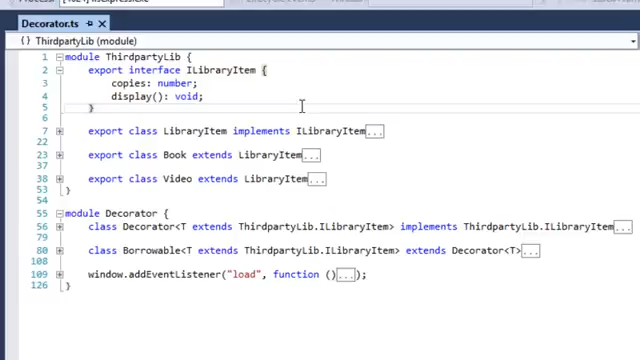 Decorator.ts
ThirdpartyLib (module)
1 module ThirdpartyLib {
2 export interface ILibraryItem {
3 copies: number;
4 display(): void;
5 }
6
7 export class LibraryItem implements ILibraryItem...
22
23 export class Book extends LibraryItem...
37
38 export class Video extends LibraryItem...
53 }
54
55 module Decorator {
56 class Decorator<T extends ThirdpartyLib.ILibraryItem> implements ThirdpartyLib.ILibraryItem...
79
80 class Borrowable<T extends ThirdpartyLib.ILibraryItem> extends Decorator<T>...
108
109 window.addEventListener("load", function ()...);
126 }